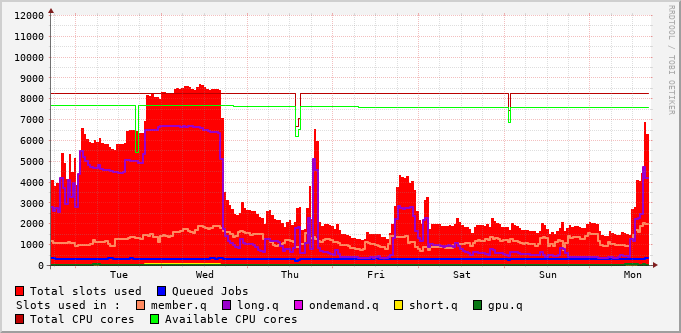 RRDTOOL / TOBI OETIKER
12000
11000
10000
9000
8000
7000
6000
5000
4000
3000
2000
1000
0
Tue Wed Thu Fri Sat Sun Mon
Total slots used Queued Jobs
Slots used in : member.q long.q ondemand.q short.q gpu.q
Total CPU cores Available CPU cores